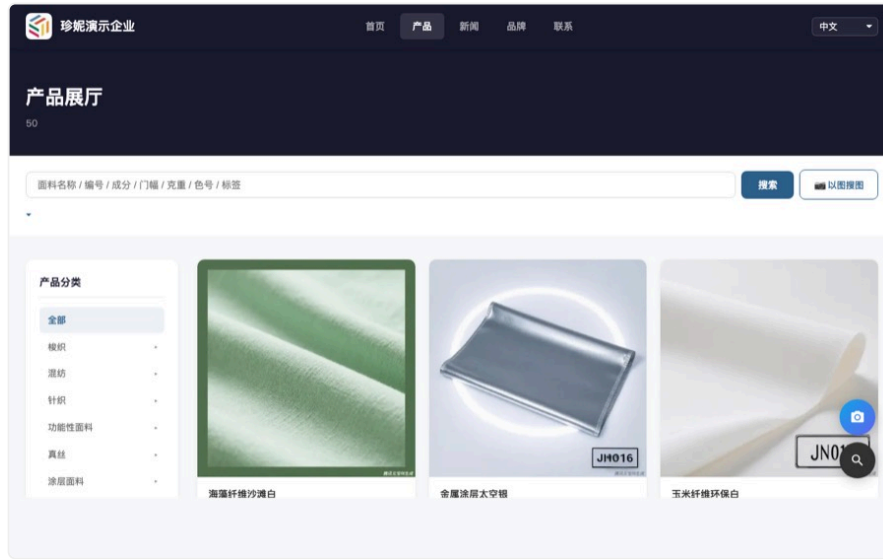 珍妮演示企业
首页 产品 新闻 品牌 联系
中文
产品展厅
50
面料名称 / 编号 / 成分 / 门幅 / 克重 / 色号 / 标签
搜索
以图搜图
产品分类
全部
梭织
混纺
针织
功能性面料
真丝
涂层面料
海藻纤维沙滩白
JH016
金属涂层太空银
JN01
玉米纤维环保白